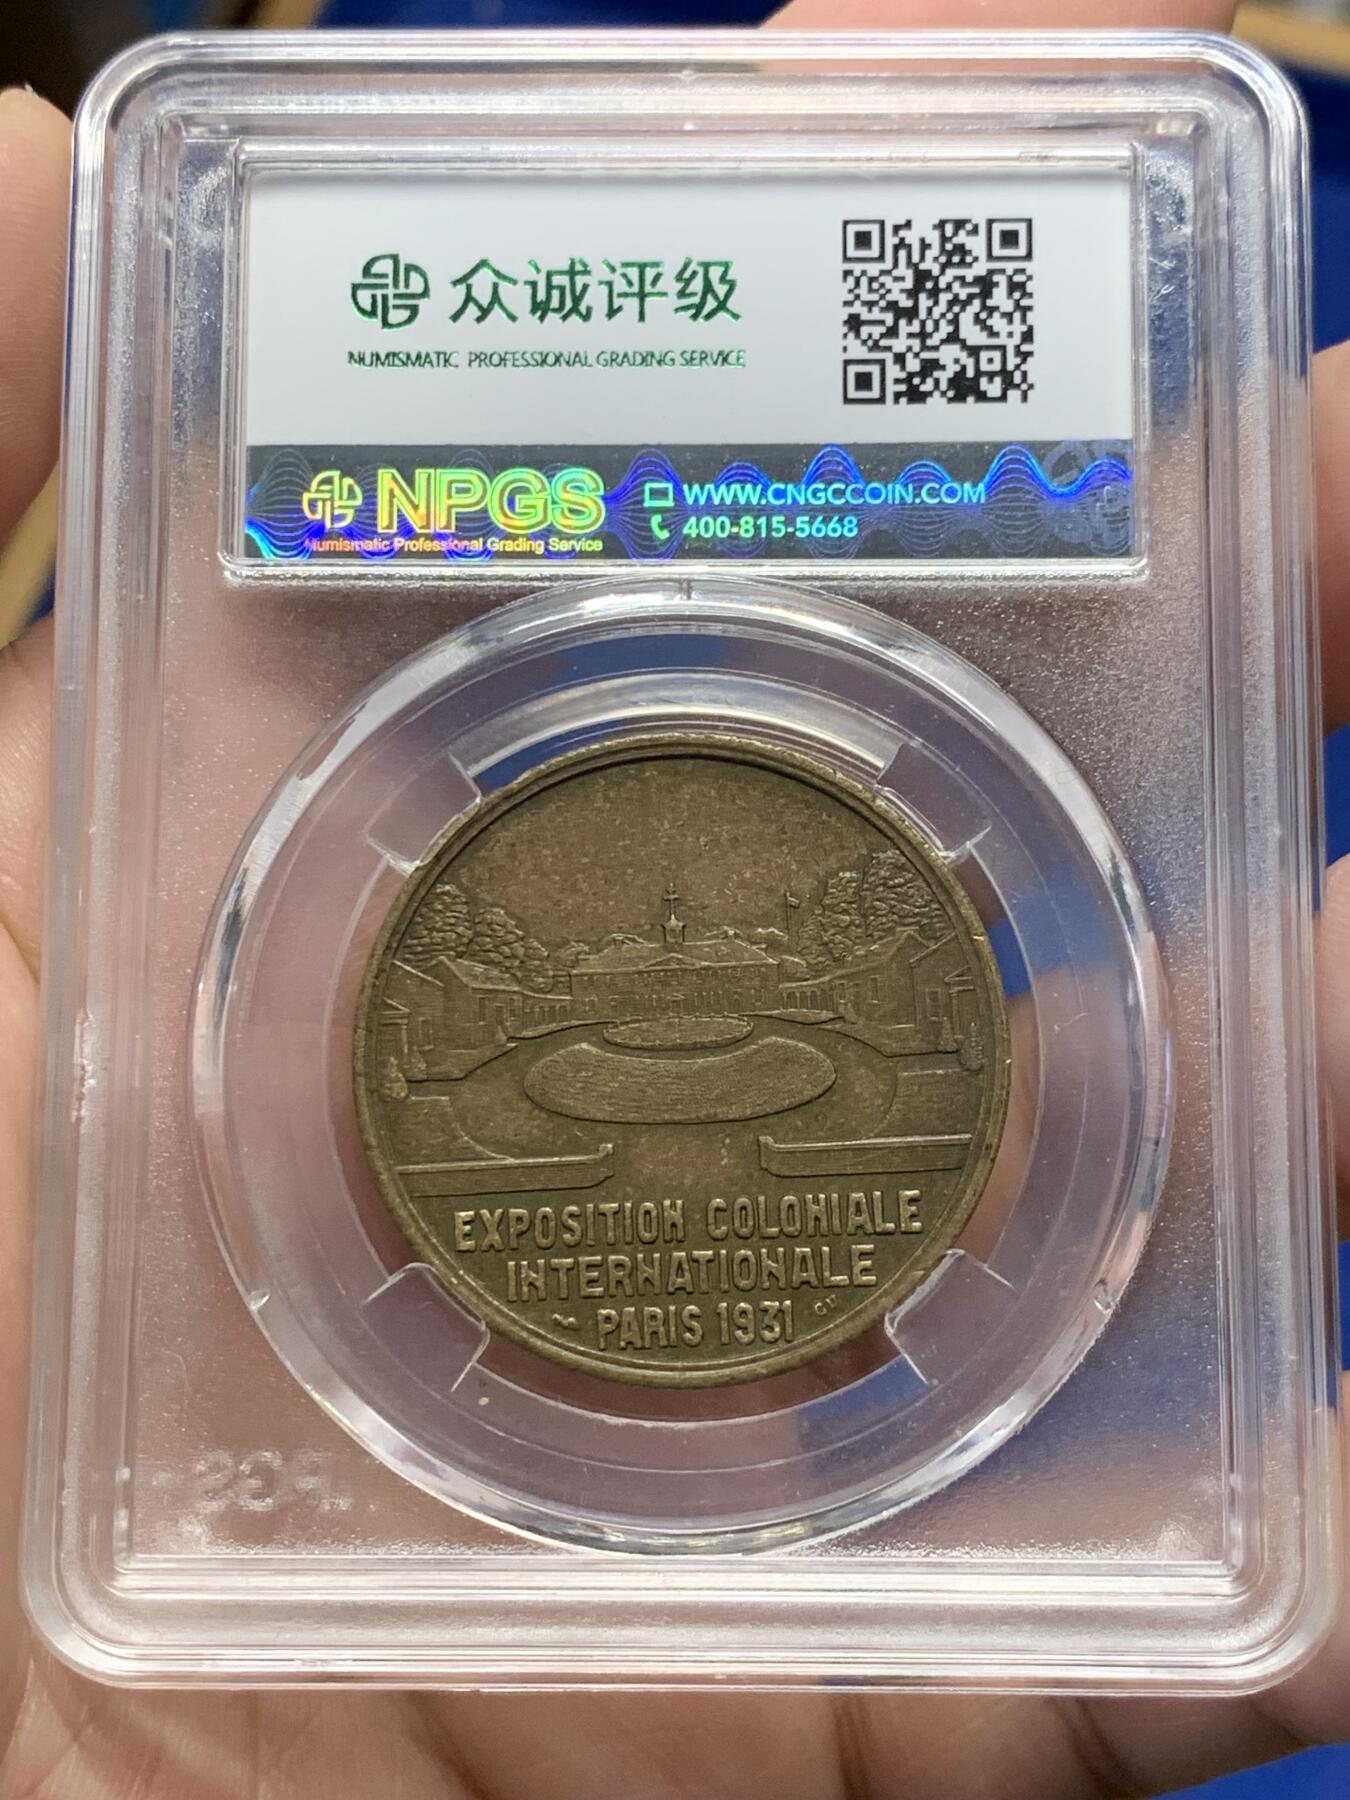 众诚评级
NUMISMATIC PROFESSIONAL GRADING SERVICE
NPGS
Numismatic Professional Grading Service
WWW.CNGCCOIN.COM
400-815-5668
EXPOSITION COLONIALE
INTERNATIONALE
PARIS 1931